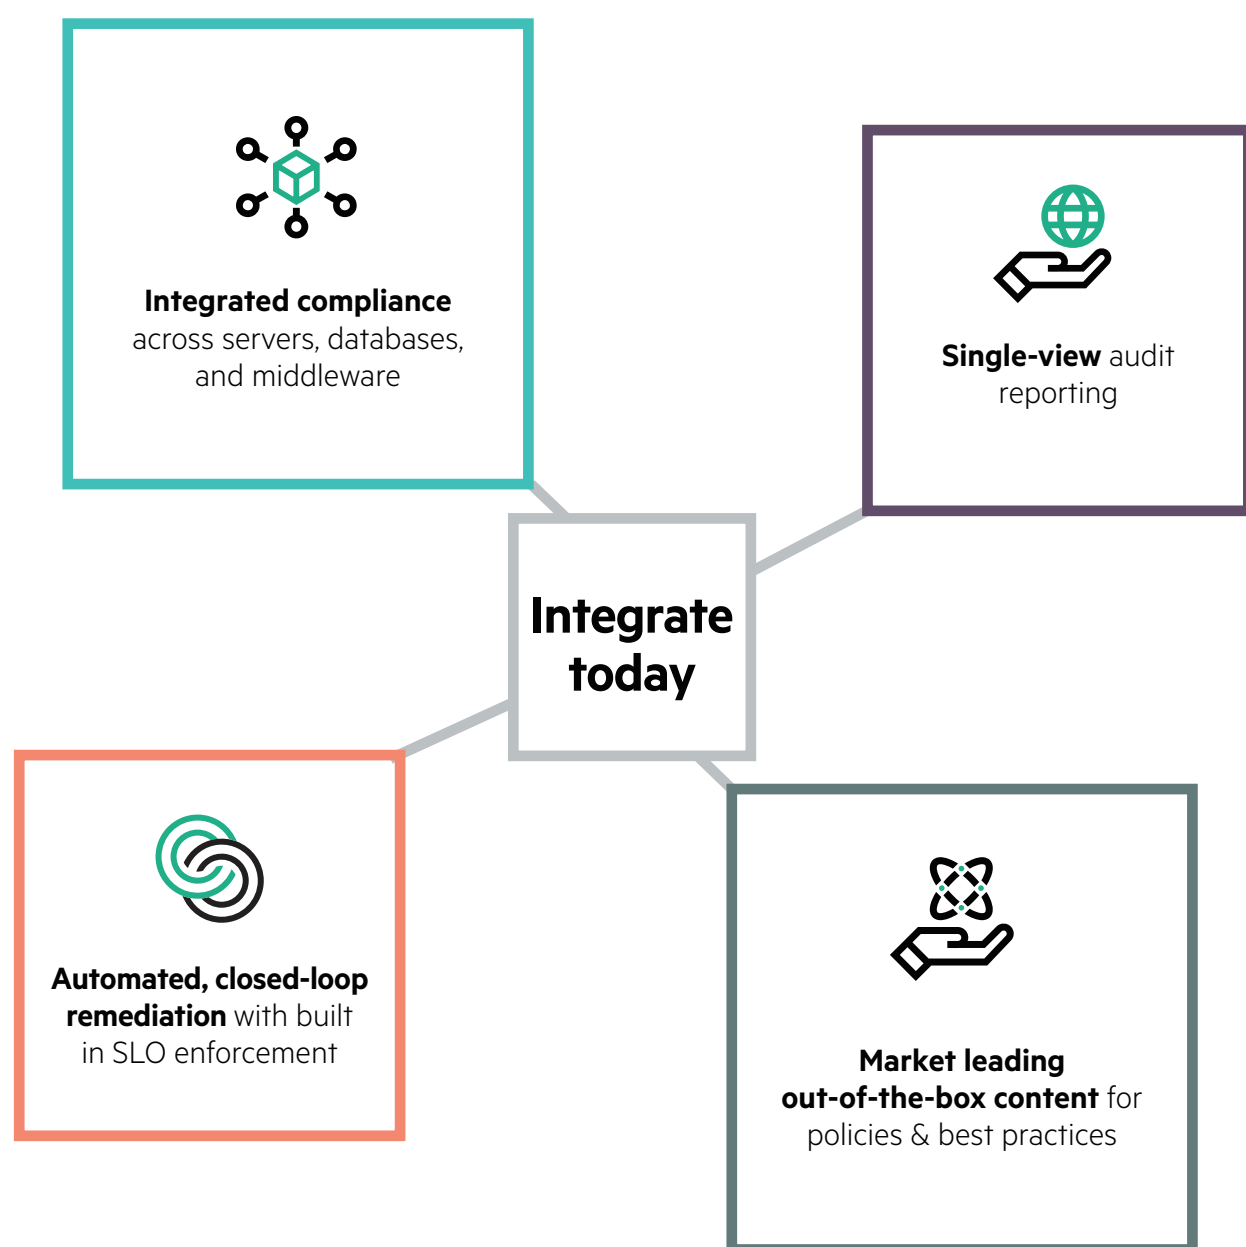 Integrated compliance
across servers, databases,
and middleware
Single-view audit
reporting
Integrate
today
Automated, closed-loop
remediation with built
in SLO enforcement
Market leading
out-of-the-box content for
policies & best practices